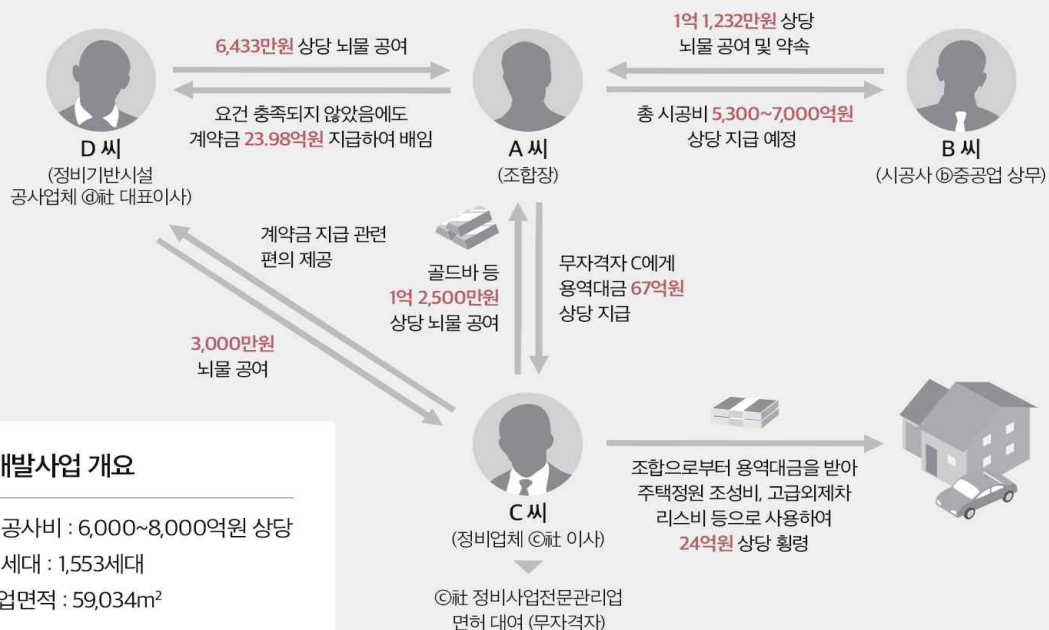 6,433만원 상당 뇌물 공여
요건 충족되지 않았음에도
계약금 23.98억원 지급하여 배임
1억 1,232만원 상당
뇌물 공여 및 약속
총 시공비 5,300~7,000억원
상당 지급 예정
D 씨
(정비기반시설
공사업체 ⓓ社 대표이사)
A 씨
(조합장)
B 씨
(시공사 ⓑ중공업 상무)
계약금 지급 관련
편의 제공
3,000만원
뇌물 공여
골드바 등
1억 2,500만원
상당 뇌물 공여
무자격자 C에게
용역대금 67억원
상당 지급
C 씨
(정비업체 ⓒ社 이사)
ⓒ社 정비사업전문관리업
면허 대여 (무자격자)
조합으로부터 용역대금을 받아
주택정원 조성비, 고급외제차
리스비 등으로 사용하여
24억원 상당 횡령
개발사업 개요
공사비 : 6,000~8,000억원 상당
세대 : 1,553세대
업면적 : 59,034m²